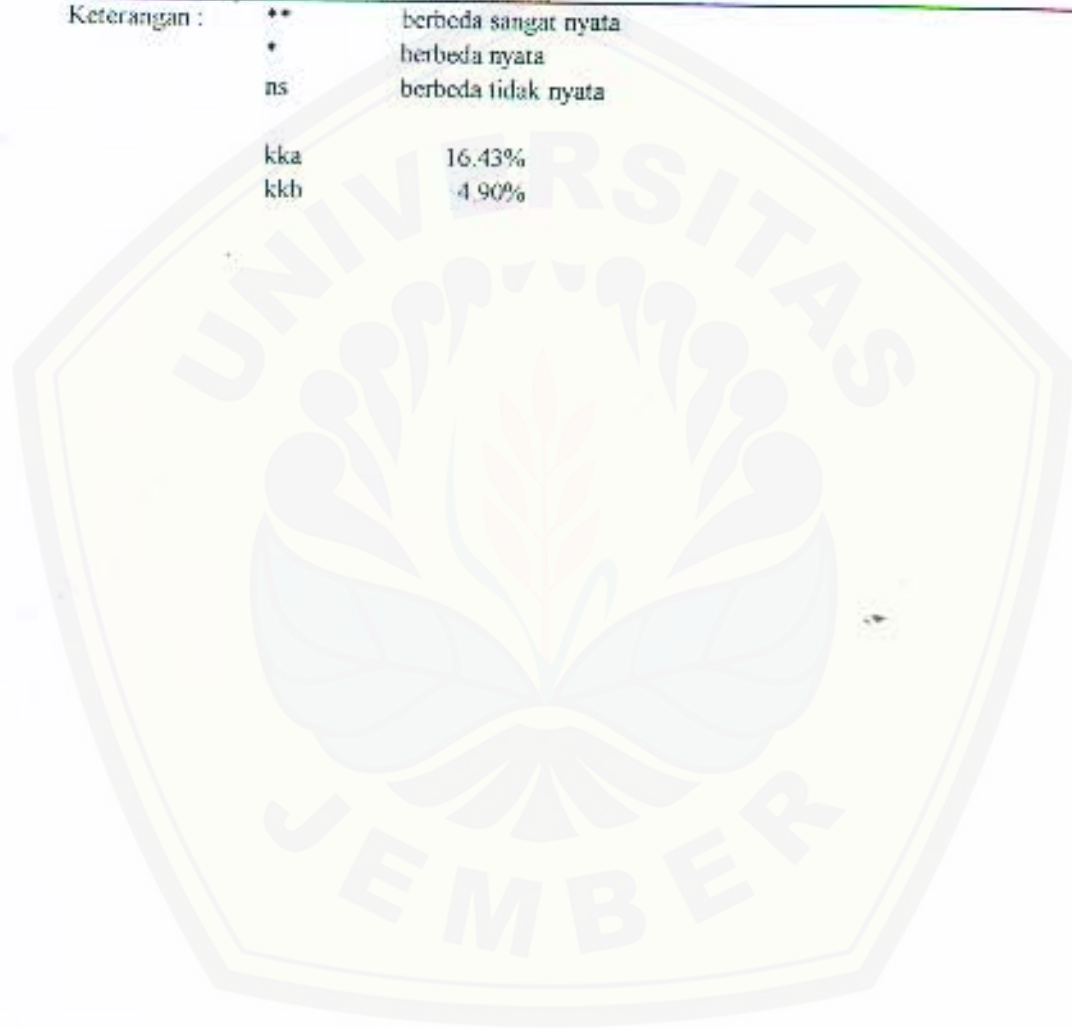 Keterangan : ** berbeda sangat nyata
* berbeda nyata
ns berbeda tidak nyata
kka 16.43%
kkb 4.90%
UNIVERSITAS
JEMBER